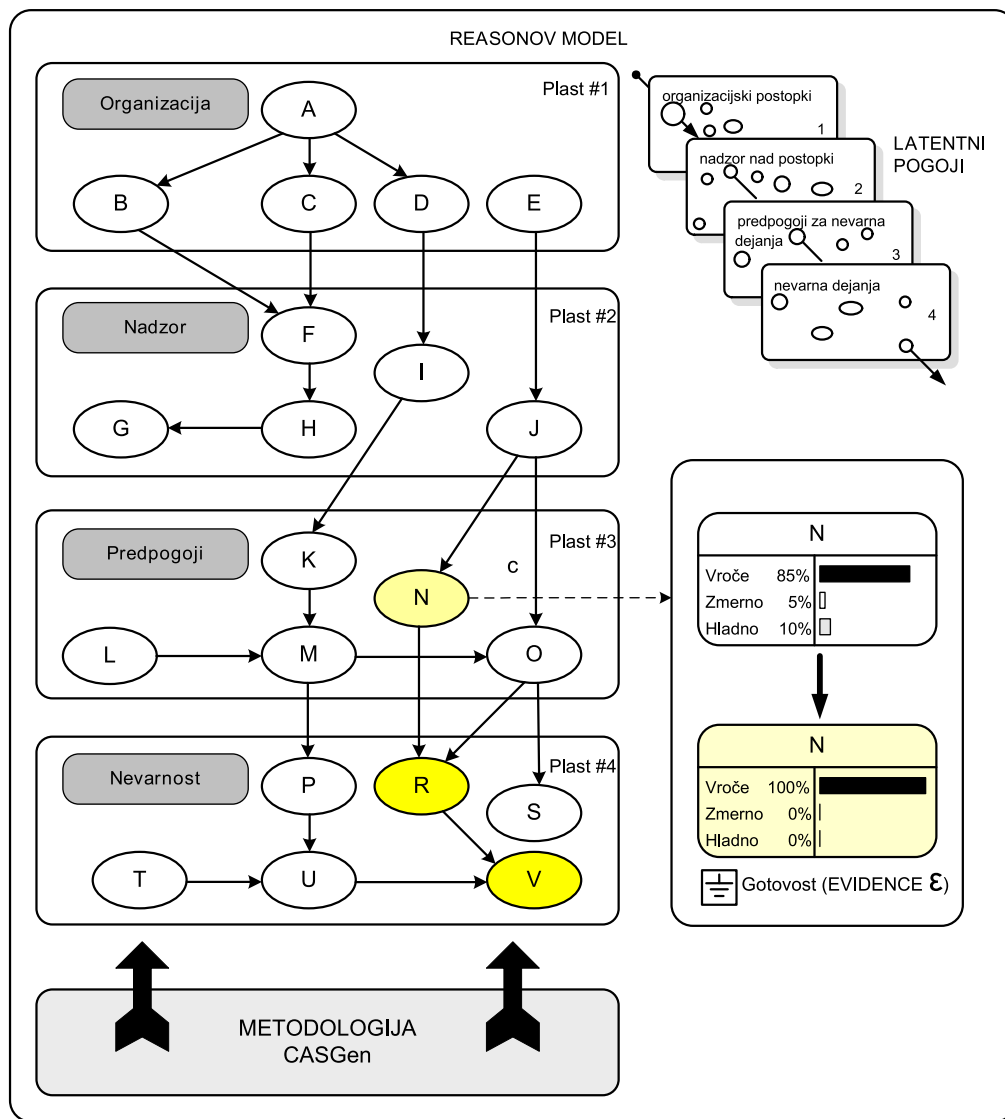 REASONOV MODEL
Organizacija
Plast #1
A
B
C
D
E
organizacijski postopki
1
nadzor nad postopki
2
predpogoji za nevarna
dejanja
3
nevarna dejanja
4
LATENTNI
POGOJI
Nadzor
Plast #2
F
I
G
H
J
Predpogoji
Plast #3
K
c
N
L
M
O
Nevarnost
Plast #4
P
R
S
T
U
V
N
Vroče 85%
Zmerno 5%
Hladno 10%
N
Vroče 100%
Zmerno 0%
Hladno 0%
Gotovost (EVIDENCE Ɛ)
METODOLOGIJA
CASGen